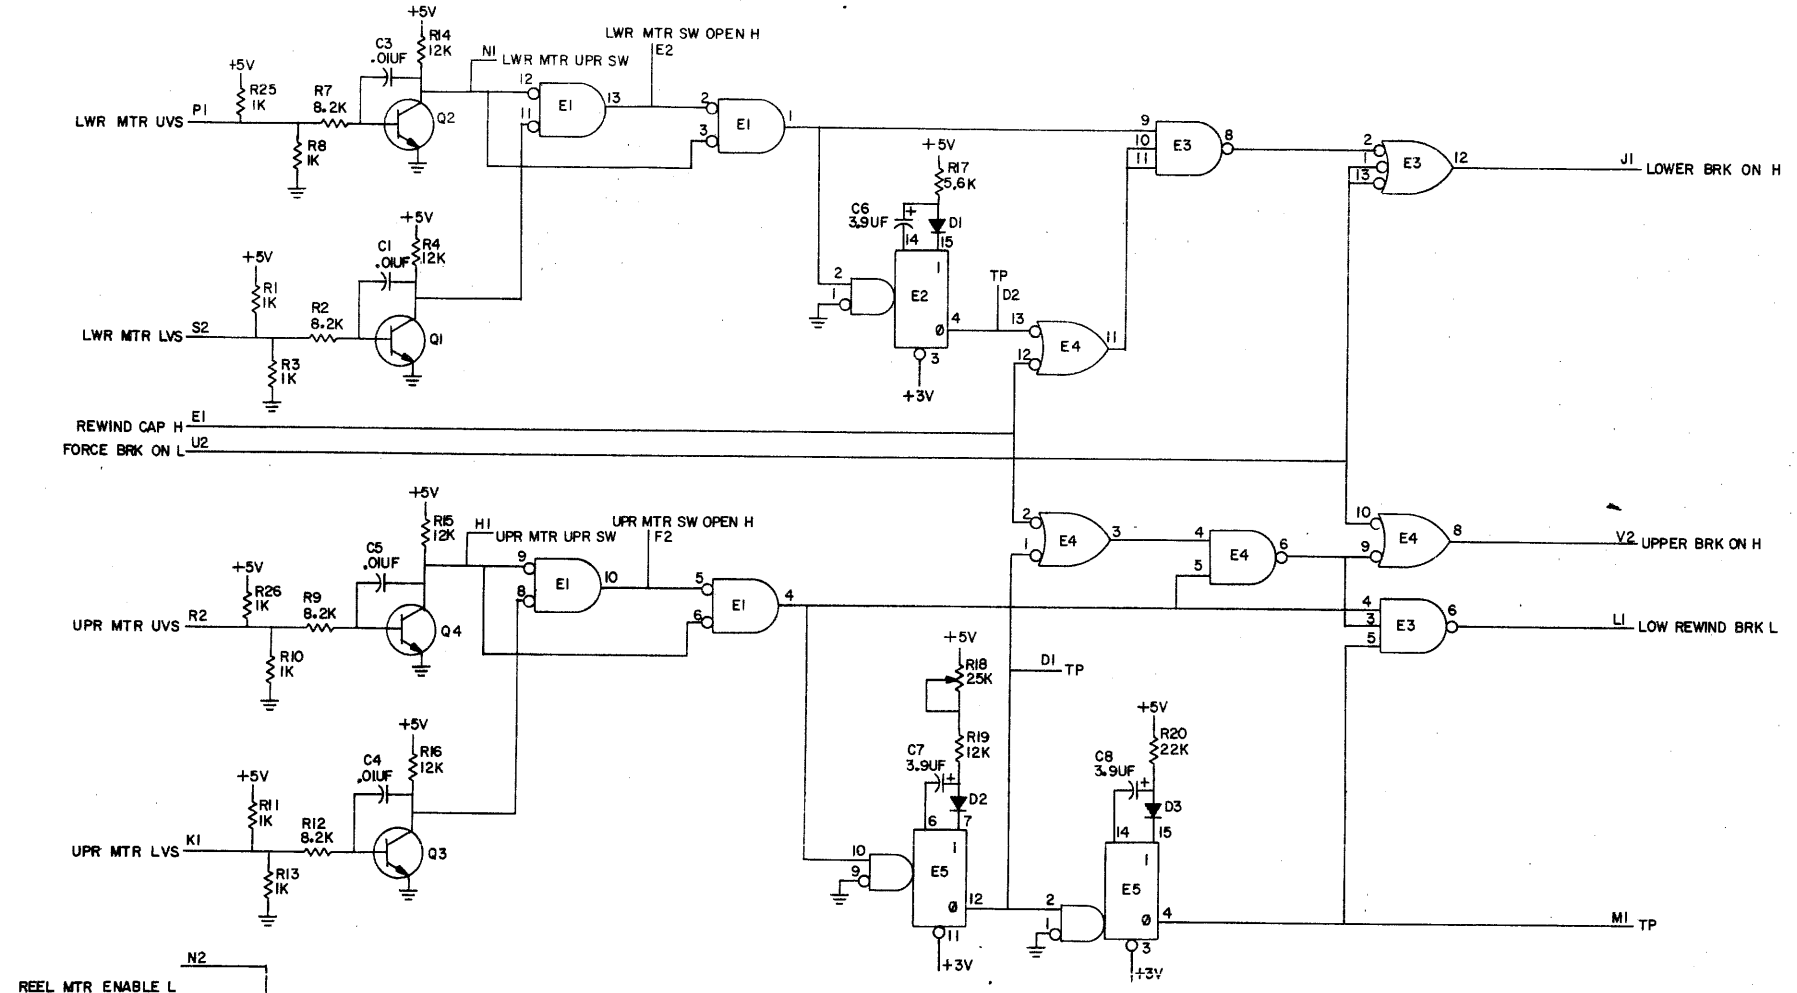 +5V
R14
12K
C3
.01UF
+5V
R25
1K
R7
8.2K
P1
LWR MTR UVS
R8
1K
Q2
N1
LWR MTR UPR SW
LWR MTR SW OPEN H
E2
12
11
E1
13
2
3
E1
1
9
10
11
E3
8
2
1
13
E3
12
J1
LOWER BRK ON H
+5V
R17
5.6K
C6
3.9UF
+
D1
14
15
2
1
1
E2
Ø
4
3
+3V
TP
D2
13
12
E4
11
+5V
R4
12K
C1
.01UF
+5V
R1
1K
R2
8.2K
S2
LWR MTR LVS
R3
1K
Q1
E1
REWIND CAP H
U2
FORCE BRK ON L
+5V
R15
12K
C5
.01UF
+5V
R26
1K
R9
8.2K
R2
UPR MTR UVS
R10
1K
Q4
H1
UPR MTR UPR SW
UPR MTR SW OPEN H
F2
9
8
E1
10
5
6
E1
4
2
1
E4
3
4
5
E4
6
10
9
E4
8
V2
UPPER BRK ON H
4
3
5
E3
6
L1
LOW REWIND BRK L
D1
TP
+5V
R18
25K
R19
12K
C7
3.9UF
+
D2
6
7
10
9
1
E5
Ø
12
11
+3V
+5V
R20
22K
C8
3.9UF
+
D3
14
15
2
1
1
E5
Ø
4
3
+3V
M1
TP
+5V
R16
12K
C4
.01UF
+5V
R11
1K
R12
8.2K
K1
UPR MTR LVS
R13
1K
Q3
N2
REEL MTR ENABLE L